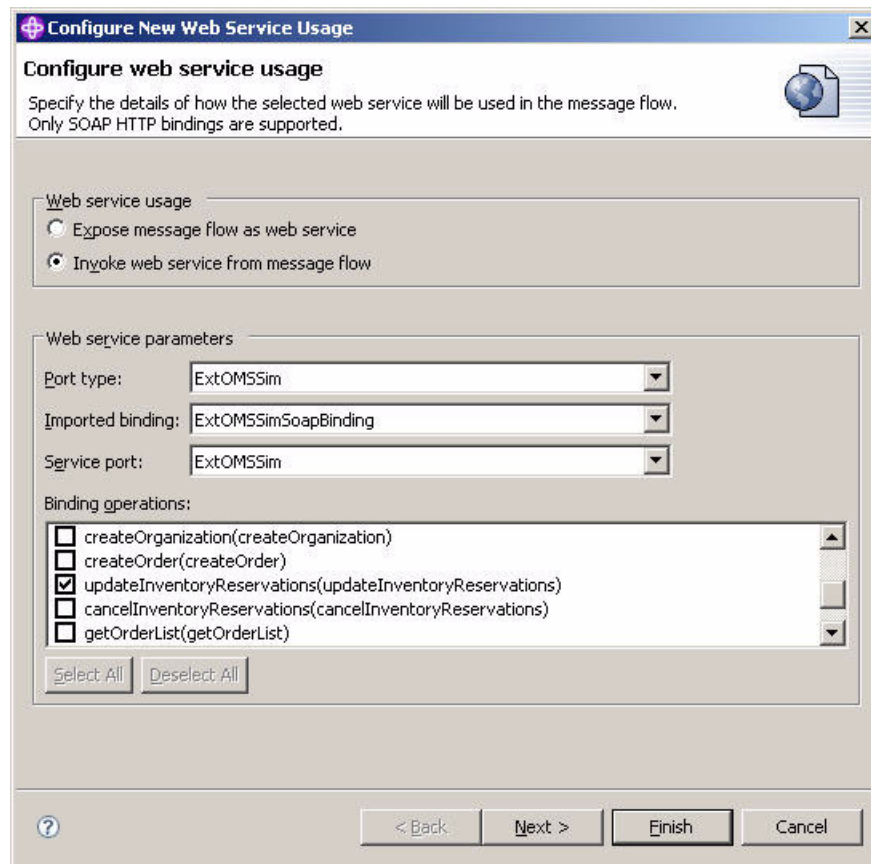 Configure New Web Service Usage
Configure web service usage
Specify the details of how the selected web service will be used in the message flow.
Only SOAP HTTP bindings are supported.
Web service usage
Expose message flow as web service
Invoke web service from message flow
Web service parameters
Port type: ExtOMSSim
Imported binding: ExtOMSSimSoapBinding
Service port: ExtOMSSim
Binding operations:
createOrganization(createOrganization)
createOrder(createOrder)
updateInventoryReservations(updateInventoryReservations)
cancelInventoryReservations(cancelInventoryReservations)
getOrderList(getOrderList)
Select All Deselect All
? < Back Next > Finish Cancel